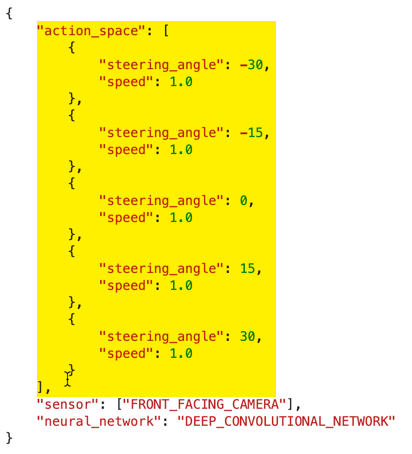 {
"action_space": [
{
"steering_angle": -30,
"speed": 1.0
},
{
"steering_angle": -15,
"speed": 1.0
},
{
"steering_angle": 0,
"speed": 1.0
},
{
"steering_angle": 15,
"speed": 1.0
},
{
"steering_angle": 30,
"speed": 1.0
}
],
"sensor": ["FRONT_FACING_CAMERA"],
"neural_network": "DEEP_CONVOLUTIONAL_NETWORK"
}